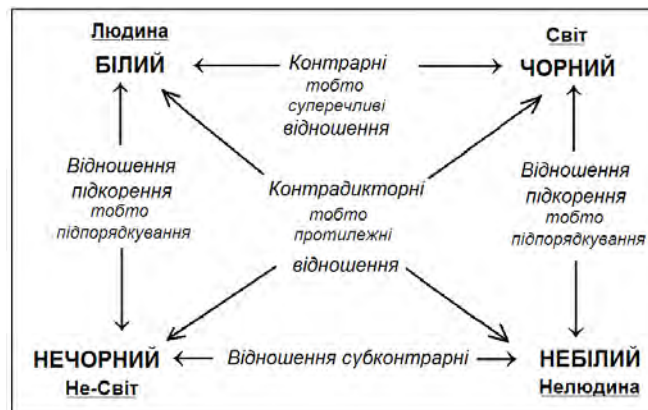 Людина
Світ
БІЛИЙ
ЧОРНИЙ
Контрарні
тобто
суперечливі
відношення
Відношення
підкорення
тобто
підпорядкування
Контрадикторні
тобто
протилежні
відношення
Відношення
підкорення
тобто
підпорядкування
НЕЧОРНИЙ
Не-Світ
Відношення субконтрарні
НЕБІЛИЙ
Нелюдина